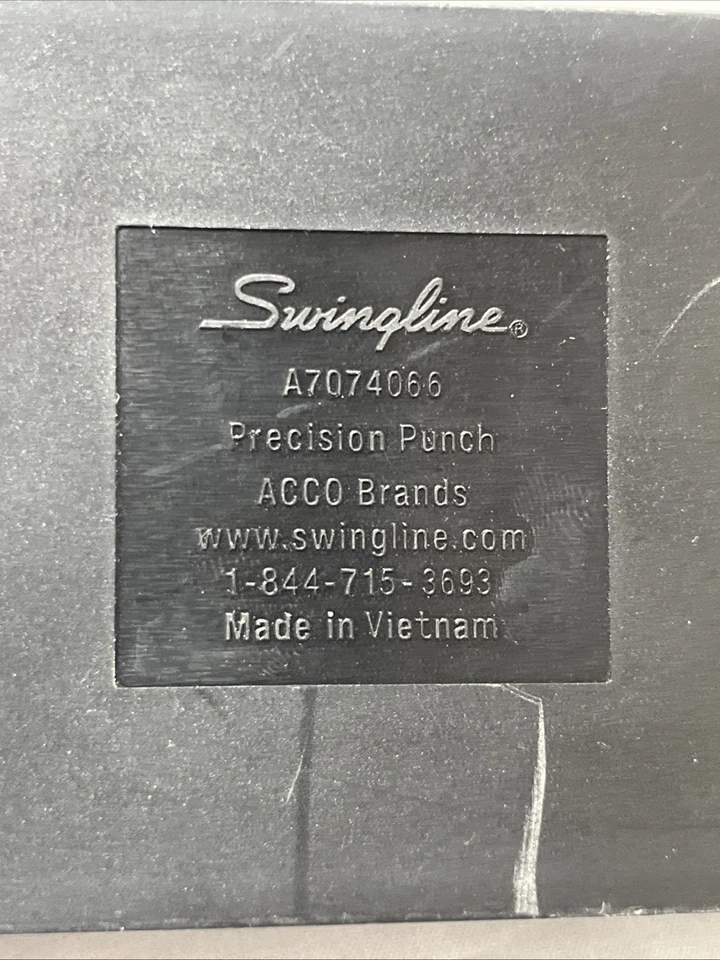 Swingline®
A7074066
Precision Punch
ACCO Brands
www.swingline.com
1-844-715-3693
Made in Vietnam